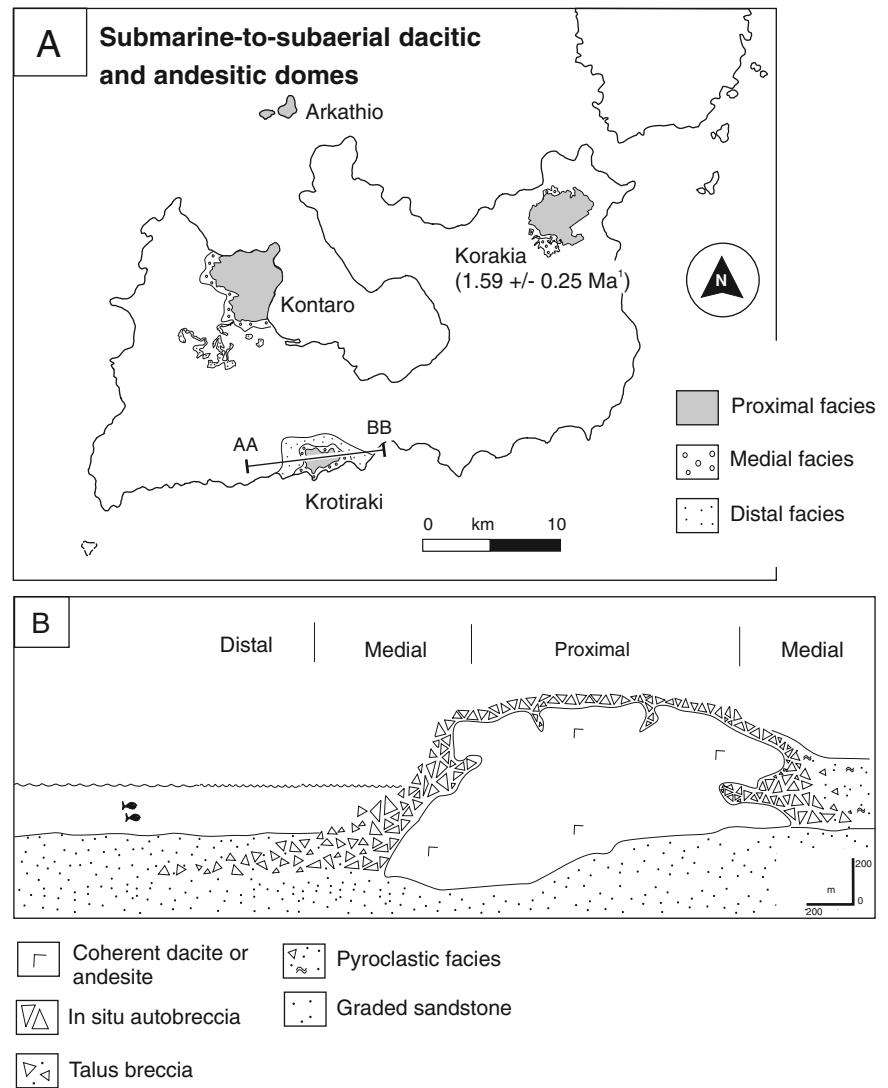 A
Submarine-to-subaerial dacitic
and andesitic domes
Arkathio
Korakia
(1.59 +/- 0.25 Ma¹)
N
Kontaro
AA
BB
Krotiraki
0 km 10
Proximal facies
Medial facies
Distal facies
B
Distal
Medial
Proximal
Medial
200
m
0
200
Coherent dacite or
andesite
In situ autobreccia
Talus breccia
Pyroclastic facies
Graded sandstone